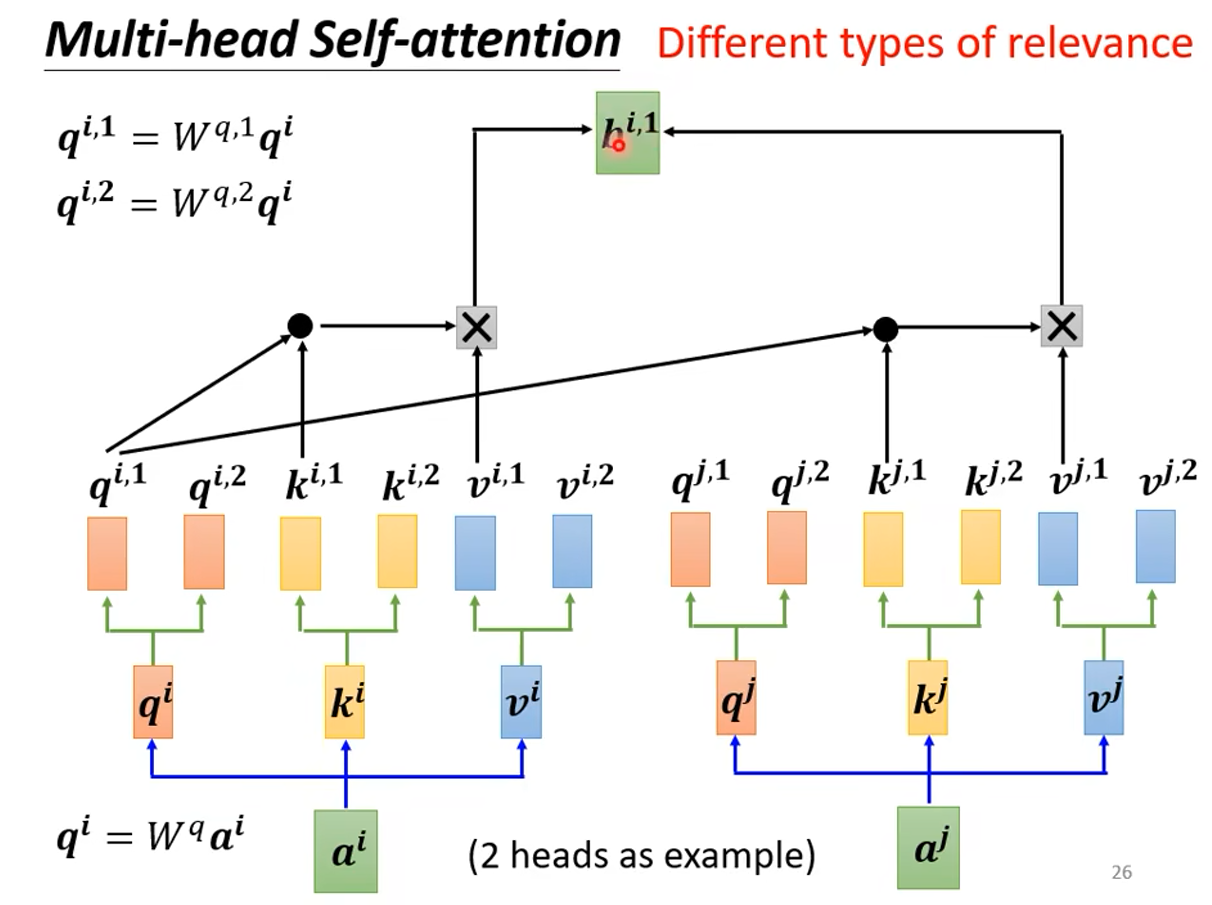 Multi-head Self-attention Different types of relevance
q^{i,1} = W^{q,1}q^{i}
b^{i,1}
q^{i,2} = W^{q,2}q^{i}
q^{i,1} q^{i,2} k^{i,1} k^{i,2} v^{i,1} v^{i,2} q^{j,1} q^{j,2} k^{j,1} k^{j,2} v^{j,1} v^{j,2}
q^{i} k^{i} v^{i} q^{j} k^{j} v^{j}
q^{i} = W^{q}a^{i}
a^{i} (2 heads as example) a^{j}
26